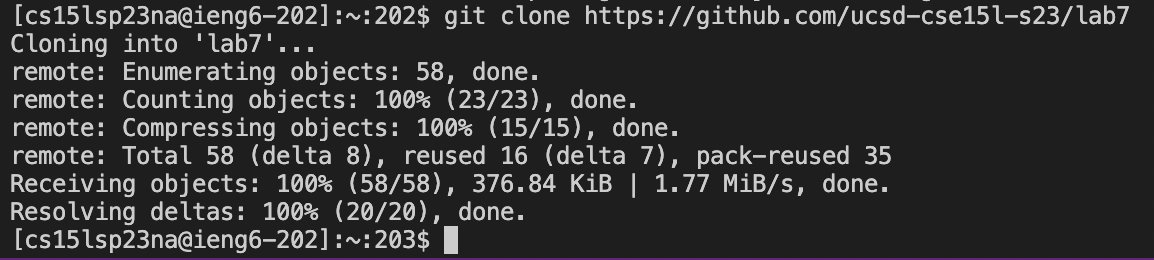 [cs15lsp23na@ieng6-202]:~:202$ git clone https://github.com/ucsd-cse15l-s23/lab7
Cloning into 'lab7'...
remote: Enumerating objects: 58, done.
remote: Counting objects: 100% (23/23), done.
remote: Compressing objects: 100% (15/15), done.
remote: Total 58 (delta 8), reused 16 (delta 7), pack-reused 35
Receiving objects: 100% (58/58), 376.84 KiB | 1.77 MiB/s, done.
Resolving deltas: 100% (20/20), done.
[cs15lsp23na@ieng6-202]:~:203$